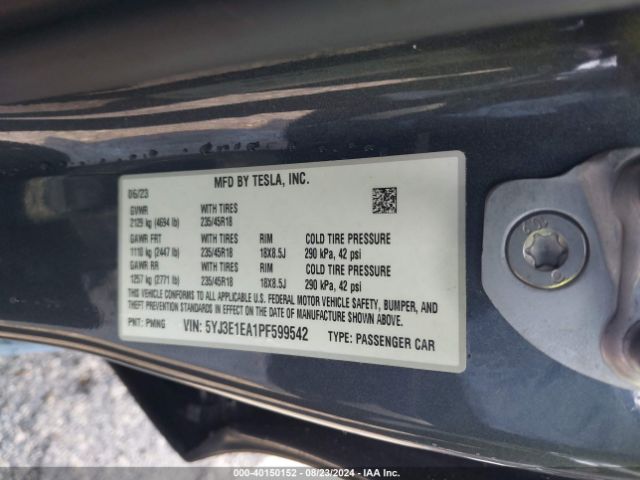 MFD BY TESLA, INC.
06/23
GVWR WITH TIRES
2129 kg (4694 lb) 235/45R18
GAWR FRT WITH TIRES RIM COLD TIRE PRESSURE
1110 kg (2447 lb) 235/45R18 18X8.5J 290 kPa, 42 psi
GAWR RR WITH TIRES RIM COLD TIRE PRESSURE
1257 kg (2771 lb) 235/45R18 18X8.5J 290 kPa, 42 psi
THIS VEHICLE CONFORMS TO ALL APPLICABLE U.S. FEDERAL MOTOR VEHICLE SAFETY, BUMPER, AND
THEFT PREVENTION STANDARDS IN EFFECT ON THE DATE OF MANUFACTURE SHOWN ABOVE.
PNT: PMNG VIN: 5YJ3E1EA1PF599542 TYPE: PASSENGER CAR
000-40150152 - 08/23/2024 - IAA Inc.